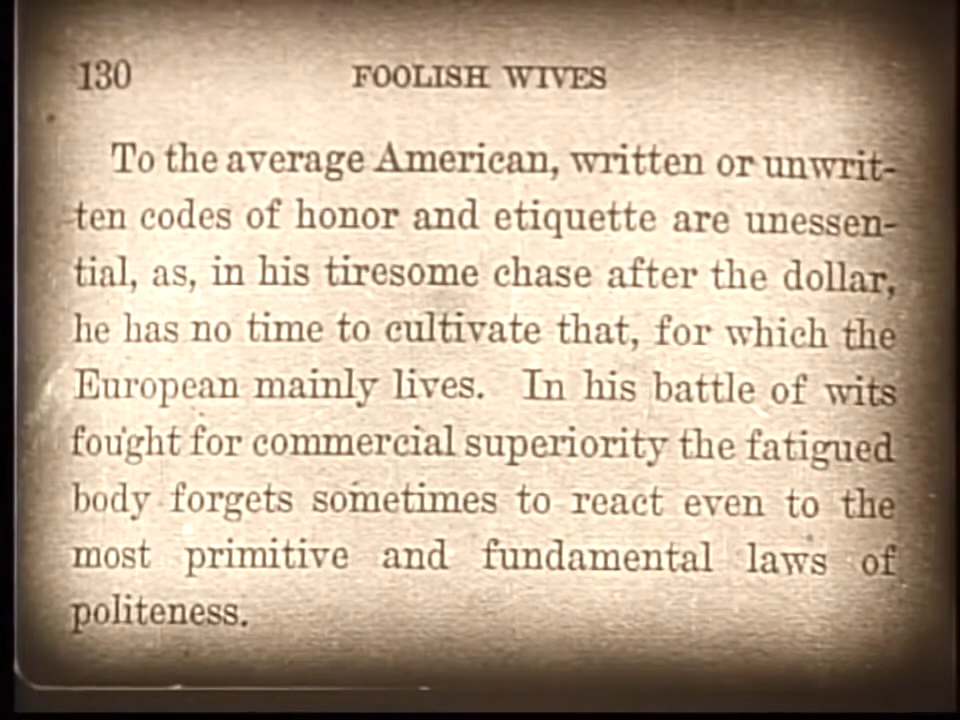 130 FOOLISH WIVES
To the average American, written or unwrit-
ten codes of honor and etiquette are unessen-
tial, as, in his tiresome chase after the dollar,
he has no time to cultivate that, for which the
European mainly lives. In his battle of wits
fought for commercial superiority the fatigued
body forgets sometimes to react even to the
most primitive and fundamental laws of
politeness.